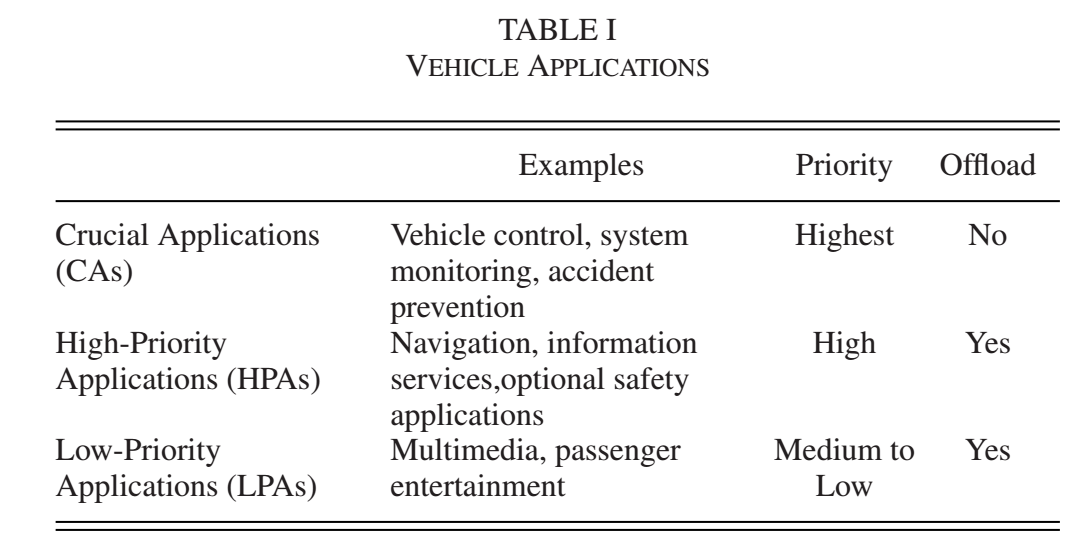 TABLE I
VEHICLE APPLICATIONS
Examples Priority Offload
Crucial Applications Vehicle control, system Highest No
(CAs) monitoring, accident
prevention
High-Priority Navigation, information High Yes
Applications (HPAs) services,optional safety
applications
Low-Priority Multimedia, passenger Medium to Yes
Applications (LPAs) entertainment Low